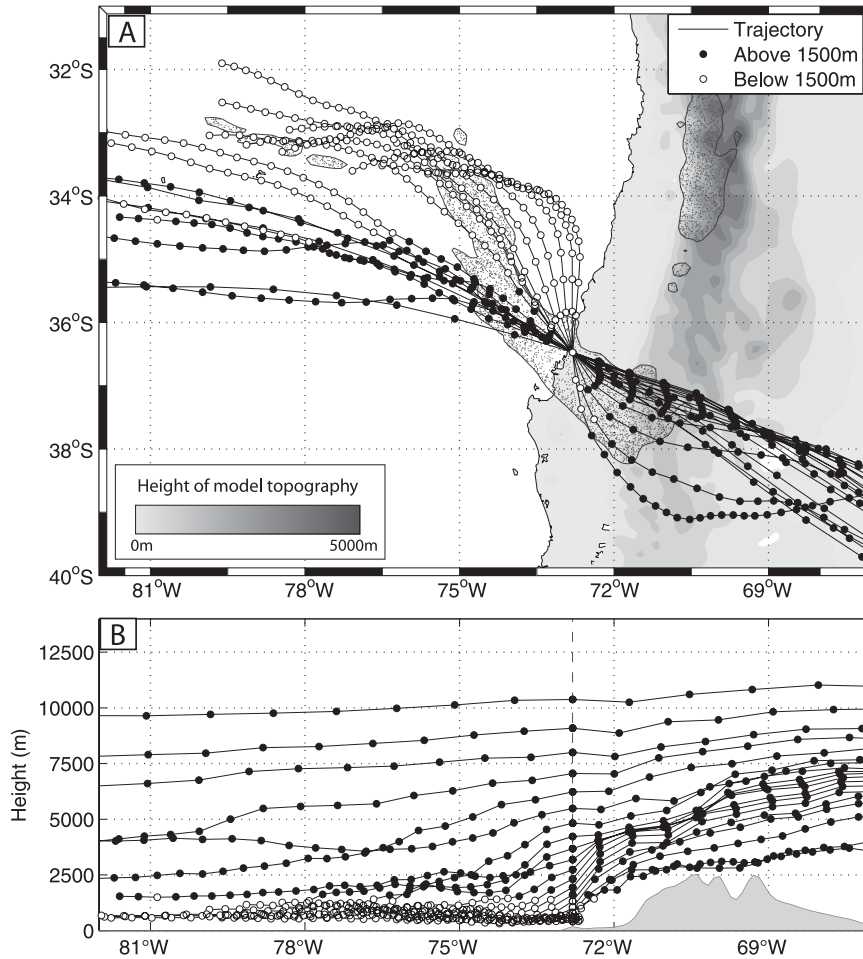 A
Trajectory
Above 1500m
Below 1500m
32°S
34°S
36°S
38°S
40°S
Height of model topography
0m 5000m
81°W 78°W 75°W 72°W 69°W
B
Height (m)
12500
10000
7500
5000
2500
0
81°W 78°W 75°W 72°W 69°W